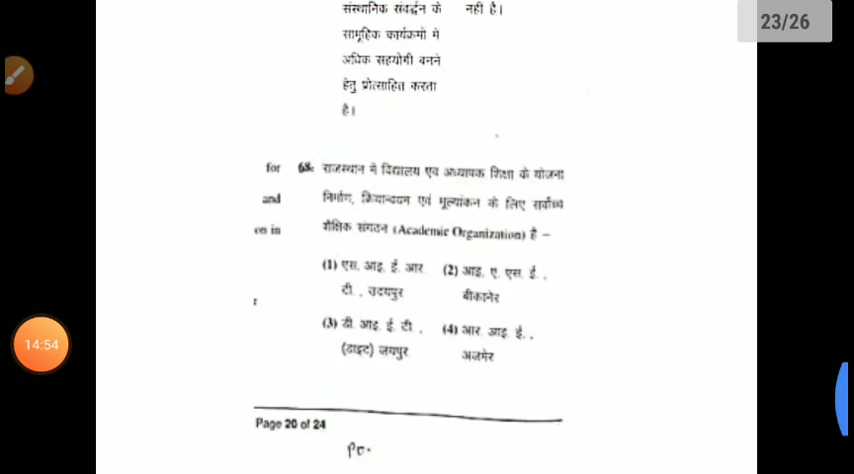 23/26
संस्थानिक संवर्द्धन के नहीं है।
सामूहिक कार्यक्रमों में
अधिक सहयोगी बनने
हेतु प्रोत्साहित करता
है।
for 68. राजस्थान में विद्यालय एवं अध्यापक शिक्षा के योजना
and निर्माण, क्रियान्वयन एवं मूल्यांकन के लिए सर्वोच्च
on in शैक्षिक संगठन (Academic Organization) है –
(1) एस. आइ. ई. आर. (2) आइ. ए. एस. ई. ,
टी. , उदयपुर बीकानेर
r
(3) डी. आइ. ई. टी. , (4) आर. आइ. ई. ,
(डाइट) जयपुर अजमेर
14:54
Page 20 of 24